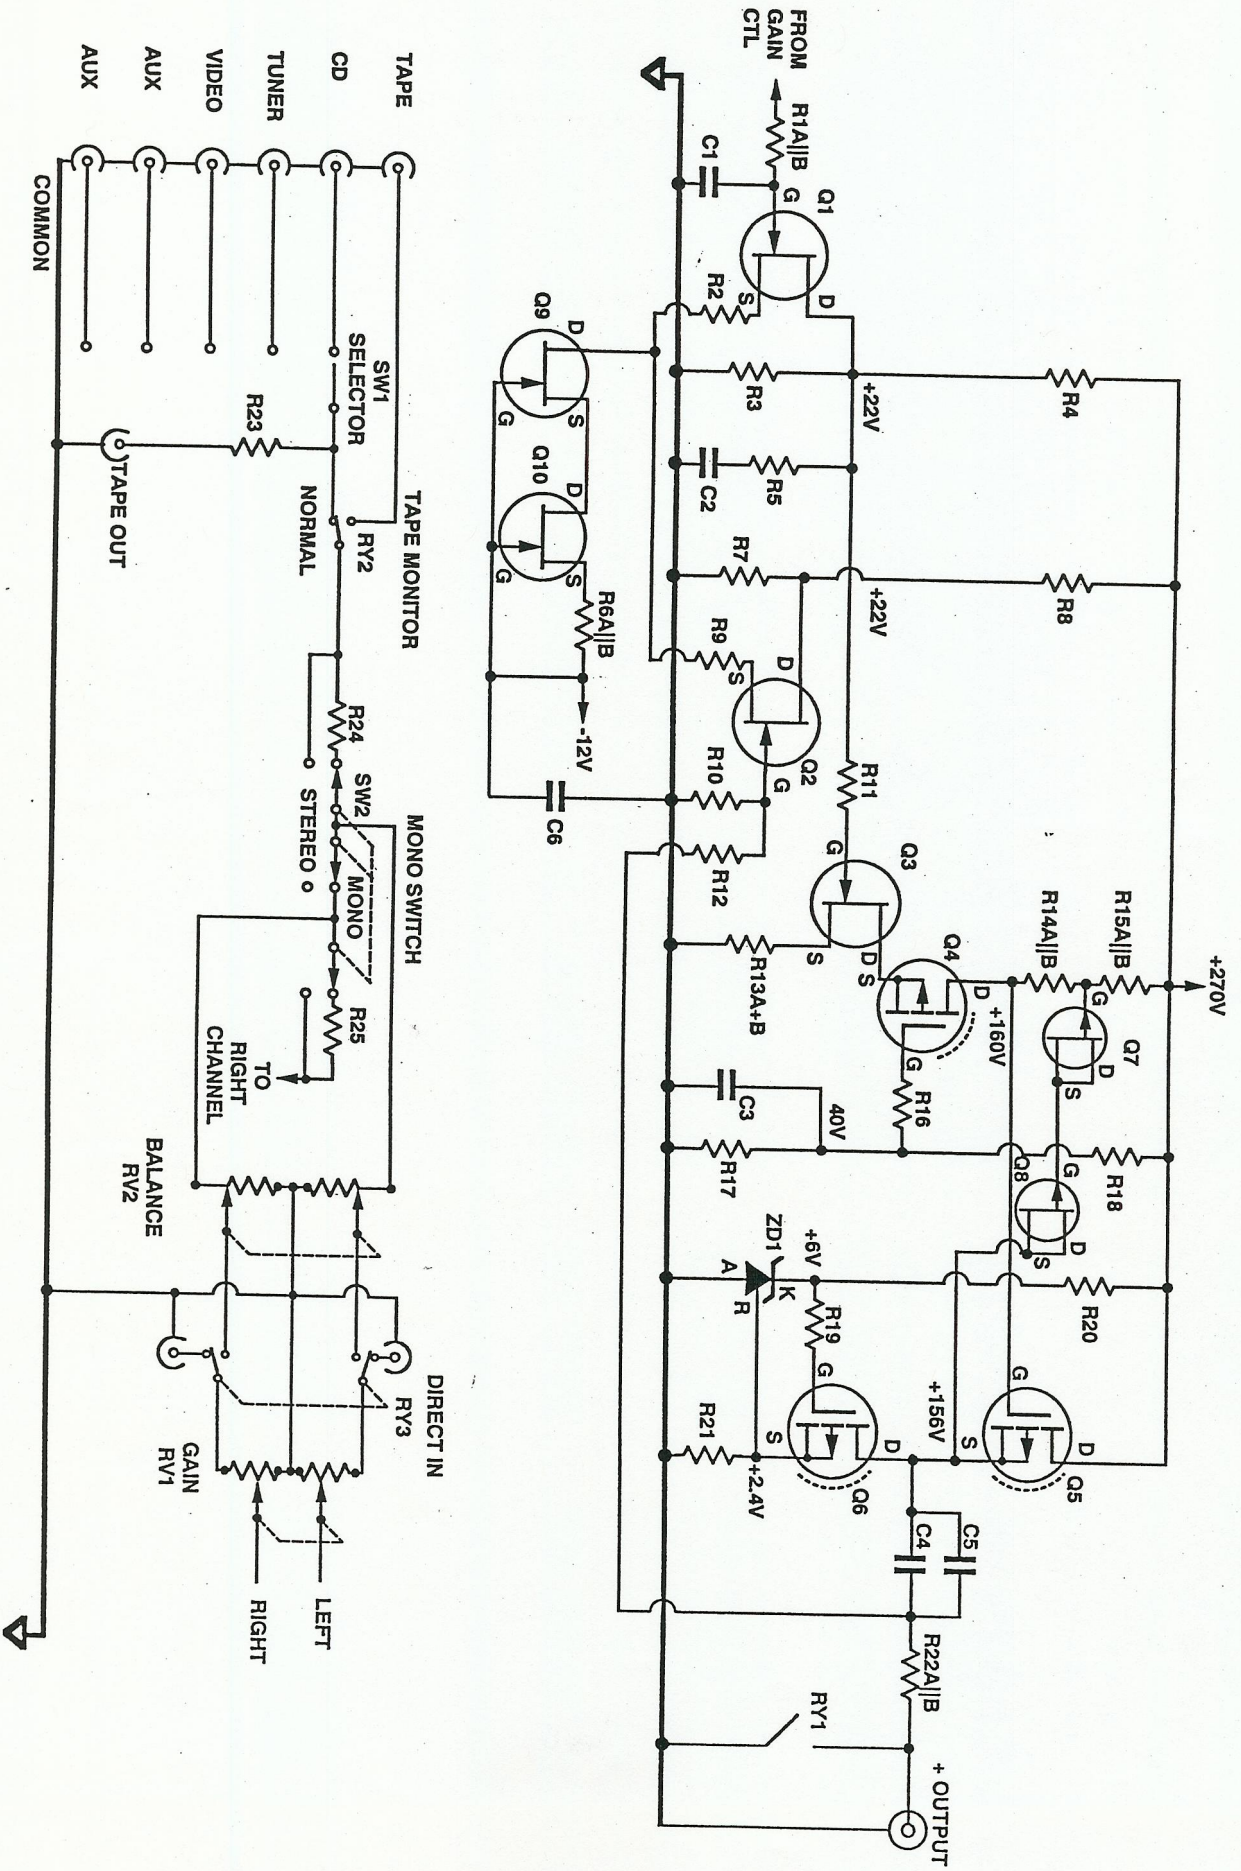 FROM
GAIN
CTL
R1A||B
C1
Q1
G
D
S
R2
R3
R4
+22V
C2
R5
R7
R8
+22V
R9
D
S
Q2
G
R10
R12
R11
Q9
D
G
S
Q10
D
G
S
R6A||B
-12V
C6
Q3
G
S
D
R13A+B
Q4
S
D
G
+160V
R14A||B
R15A||B
+270V
Q7
G
D
S
Q8
G
D
S
R16
40V
C3
R17
R18
ZD1
+6V
A
K
R
R19
R20
R21
+2.4V
G
S
D
Q6
+156V
G
S
D
Q5
C4
C5
R22A||B
RY1
+ OUTPUT
TAPE
CD
TUNER
VIDEO
AUX
AUX
COMMON
SW1
SELECTOR
R23
TAPE OUT
TAPE MONITOR
RY2
NORMAL
R24
SW2
MONO SWITCH
STEREO
MONO
R25
TO
RIGHT
CHANNEL
BALANCE
RV2
DIRECT IN
RY3
GAIN
RV1
LEFT
RIGHT